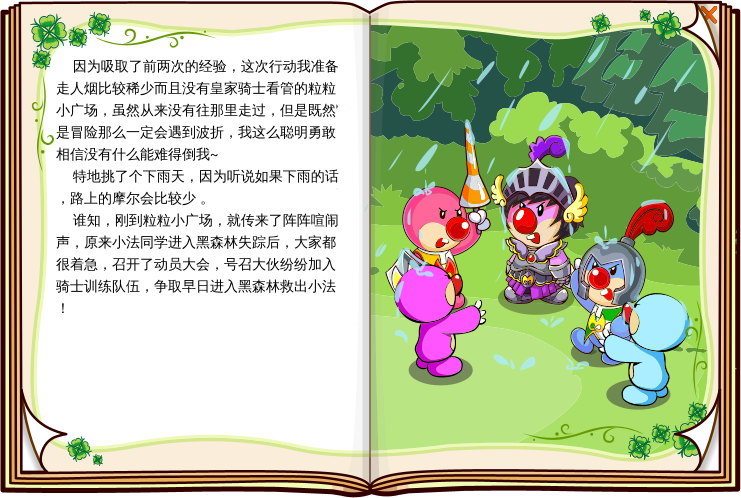 因为吸取了前两次的经验，这次行动我准备
走人烟比较稀少而且没有皇家骑士看管的粒粒
小广场，虽然从来没有往那里走过，但是既然
是冒险那么一定会遇到波折，我这么聪明勇敢
相信没有什么能难得倒我~
特地挑了个下雨天，因为听说如果下雨的话
，路上的摩尔会比较少 。
谁知，刚到粒粒小广场，就传来了阵阵喧闹
声，原来小法同学进入黑森林失踪后，大家都
很着急，召开了动员大会，号召大伙纷纷加入
骑士训练队伍，争取早日进入黑森林救出小法
！